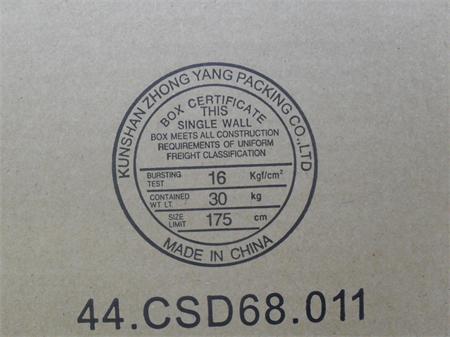 KUNSHAN ZHONG YANG PACKING CO.,LTD
BOX CERTIFICATE
THIS
SINGLE WALL
BOX MEETS ALL CONSTRUCTION
REQUIREMENTS OF UNIFORM
FREIGHT CLASSIFICATION
BURSTING TEST 16 Kgf/cm²
CONTAINED WT LT. 30 kg
SIZE LIMIT 175 cm
MADE IN CHINA
44.CSD68.011